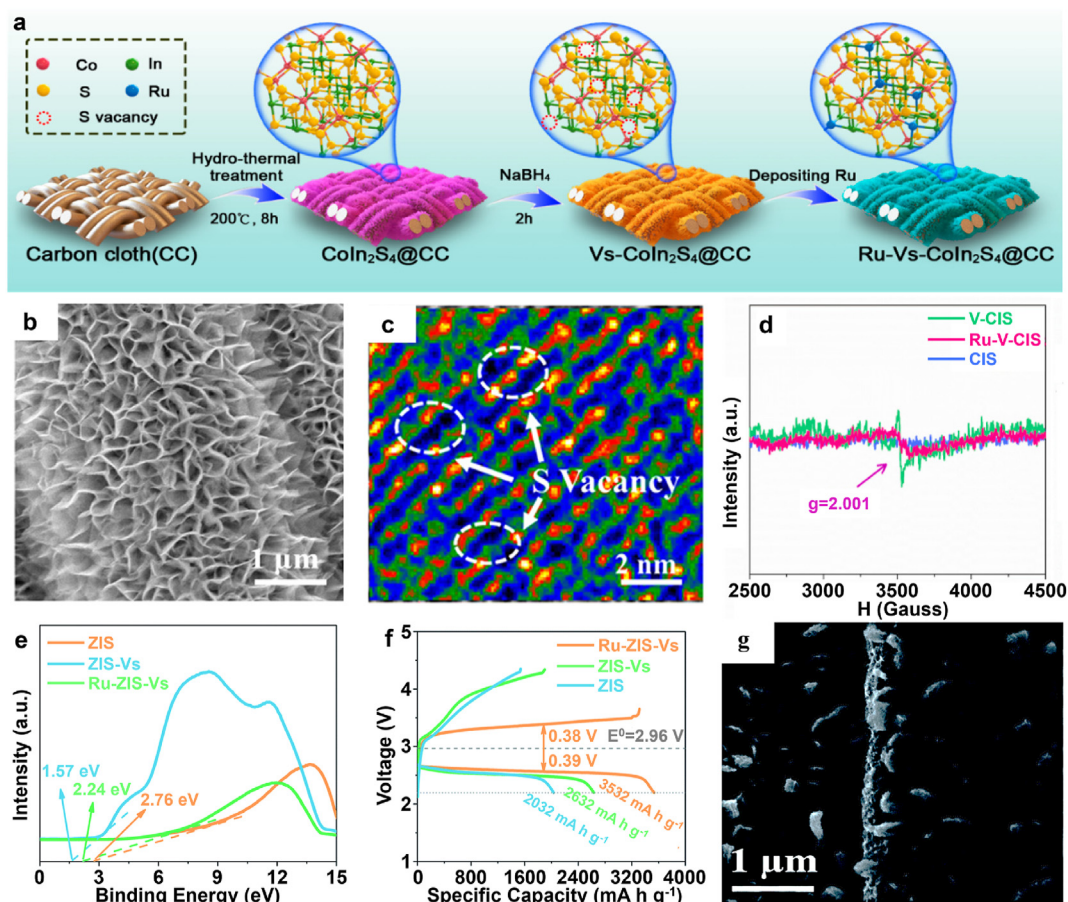 a
Co In
S Ru
S vacancy
Hydro-thermal
treatment
200℃, 8h
NaBH₄
2h
Depositing Ru
Carbon cloth(CC)
CoIn₂S₄@CC
Vs-CoIn₂S₄@CC
Ru-Vs-CoIn₂S₄@CC
b
1 μm
c
S Vacancy
2 nm
d
V-CIS
Ru-V-CIS
CIS
Intensity (a.u.)
g=2.001
2500 3000 3500 4000 4500
H (Gauss)
e
ZIS
ZIS-Vs
Ru-ZIS-Vs
Intensity (a.u.)
1.57 eV
2.24 eV
2.76 eV
0 3 6 9 12 15
Binding Energy (eV)
f
Ru-ZIS-Vs
ZIS-Vs
ZIS
Voltage (V)
5
4
3
2
1
0.38 V
E⁰=2.96 V
0.39 V
2032 mA h g⁻¹
2632 mA h g⁻¹
3532 mA h g⁻¹
0 800 1600 2400 3200 4000
Specific Capacity (mA h g⁻¹)
g
1 μm